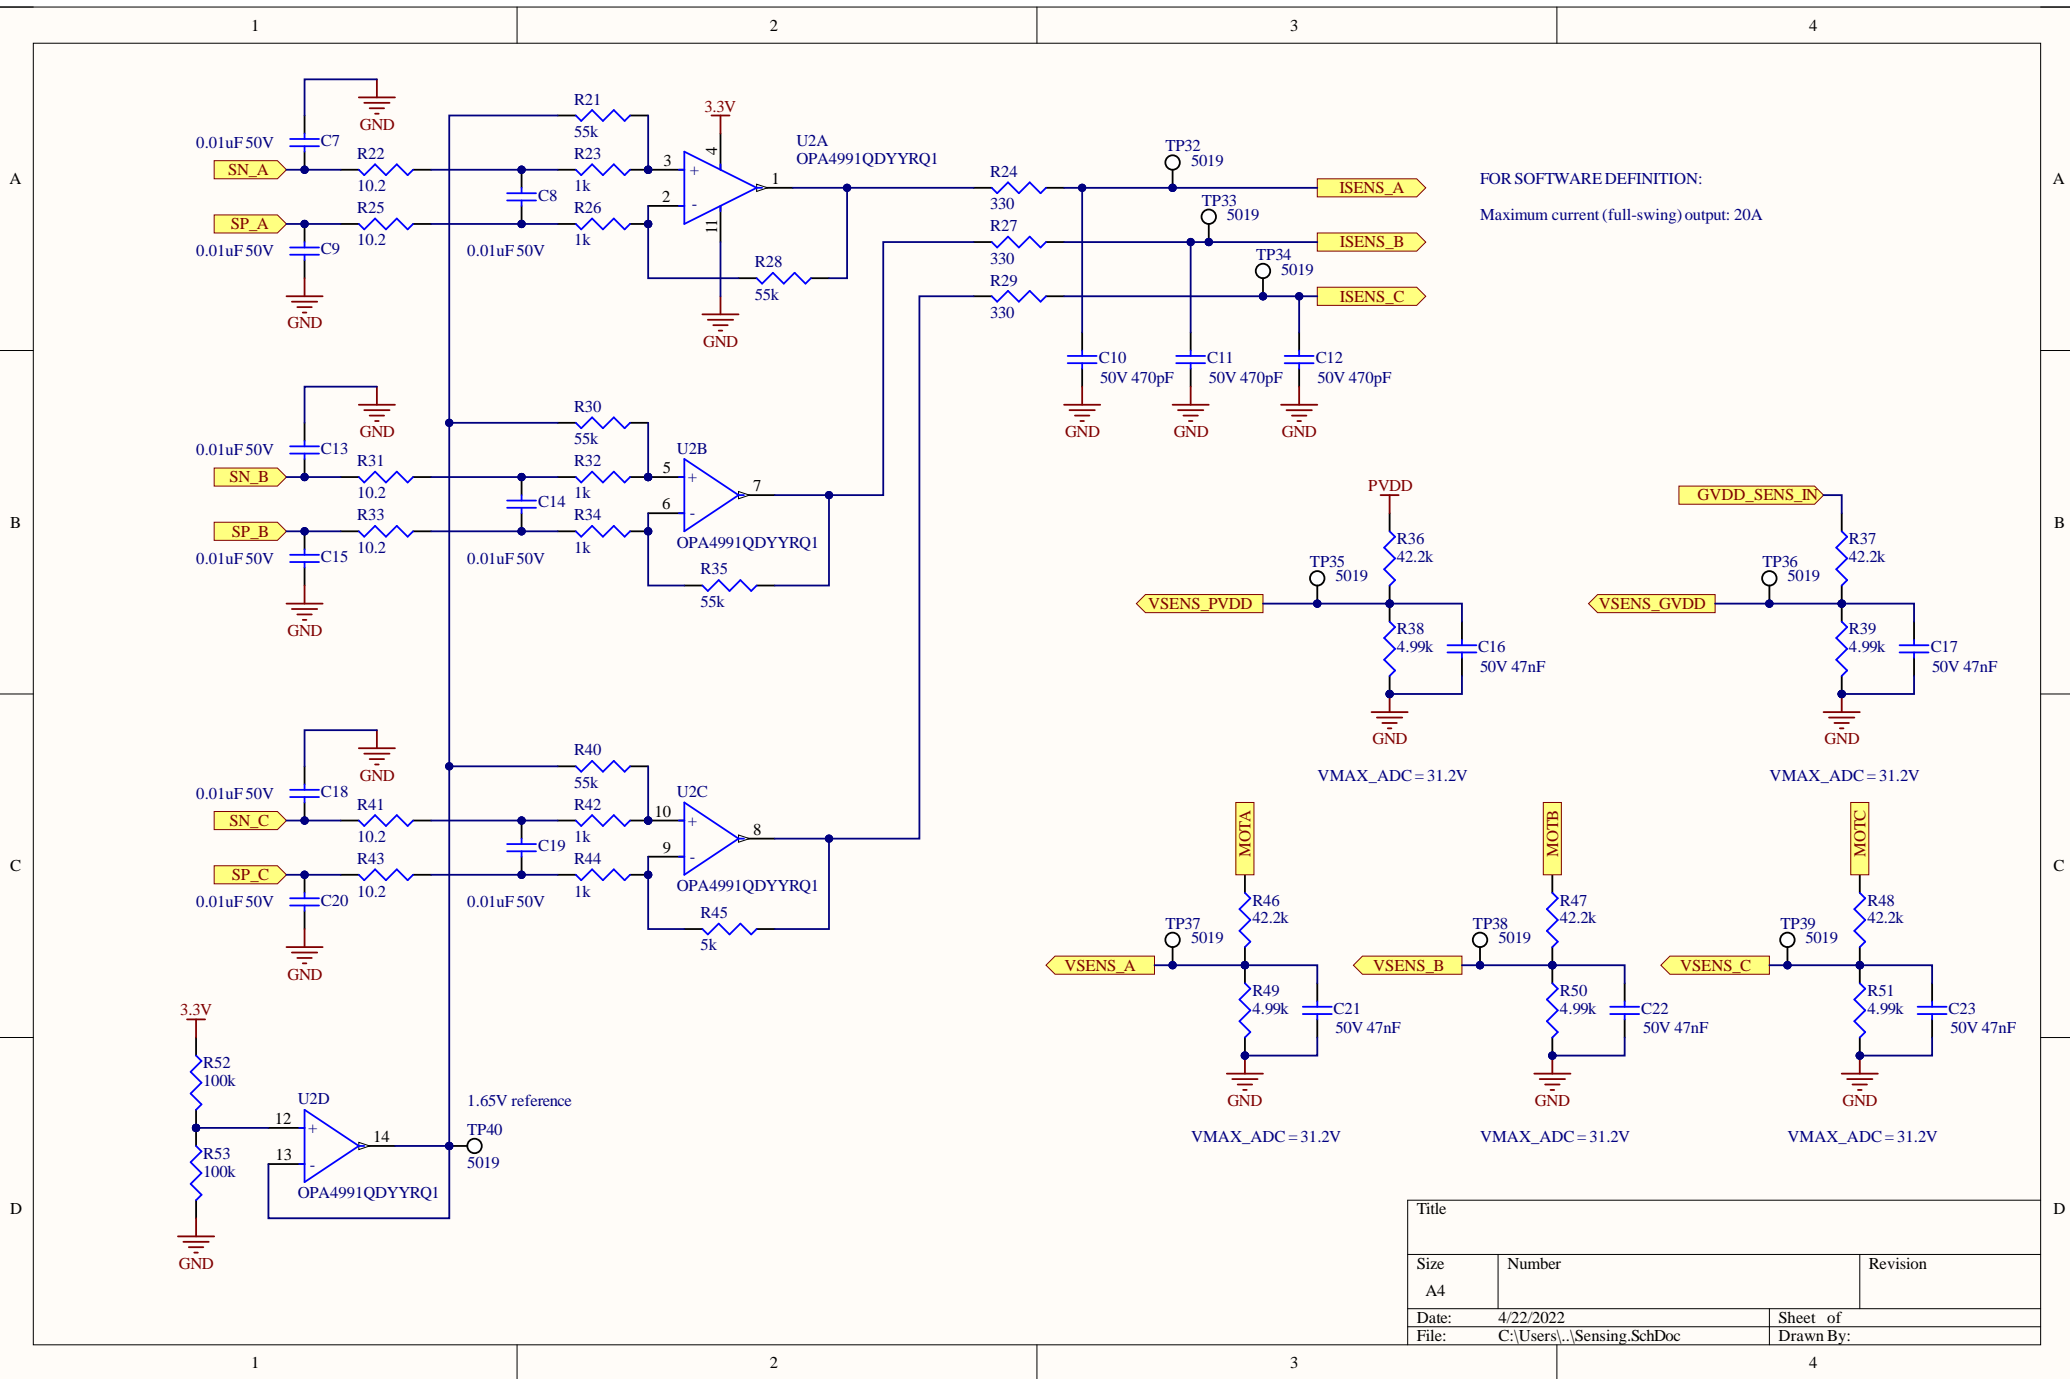 1
2
3
4
A
A
B
B
C
C
D
D
1
2
3
4
GND
0.01uF 50V
C7
SN_A
R22
10.2
SP_A
R25
10.2
0.01uF 50V
C9
GND
C8
0.01uF 50V
R21
55k
R23
1k
R26
1k
3.3V
4
3
2
11
1
+
-
U2A
OPA4991QDYYRQ1
R28
55k
GND
R24
330
R27
330
R29
330
TP32
5019
TP33
5019
TP34
5019
ISENS_A
ISENS_B
ISENS_C
C10
50V 470pF
GND
C11
50V 470pF
GND
C12
50V 470pF
GND
FOR SOFTWARE DEFINITION:
Maximum current (full-swing) output: 20A
GND
0.01uF 50V
C13
SN_B
R31
10.2
SP_B
R33
10.2
0.01uF 50V
C15
GND
C14
0.01uF 50V
R30
55k
R32
1k
R34
1k
U2B
5
6
7
+
-
OPA4991QDYYRQ1
R35
55k
PVDD
R36
42.2k
TP35
5019
VSENS_PVDD
R38
4.99k
C16
50V 47nF
GND
VMAX_ADC = 31.2V
GVDD_SENS_IN
R37
42.2k
TP36
5019
VSENS_GVDD
R39
4.99k
C17
50V 47nF
GND
VMAX_ADC = 31.2V
GND
0.01uF 50V
C18
SN_C
R41
10.2
SP_C
R43
10.2
0.01uF 50V
C20
GND
C19
0.01uF 50V
R40
55k
R42
1k
R44
1k
U2C
10
9
8
+
-
OPA4991QDYYRQ1
R45
5k
MOTA
R46
42.2k
TP37
5019
VSENS_A
R49
4.99k
C21
50V 47nF
GND
VMAX_ADC = 31.2V
MOTB
R47
42.2k
TP38
5019
VSENS_B
R50
4.99k
C22
50V 47nF
GND
VMAX_ADC = 31.2V
MOTC
R48
42.2k
TP39
5019
VSENS_C
R51
4.99k
C23
50V 47nF
GND
VMAX_ADC = 31.2V
3.3V
R52
100k
R53
100k
GND
U2D
12
13
14
+
-
OPA4991QDYYRQ1
1.65V reference
TP40
5019
Title
Size
Number
Revision
A4
Date:
4/22/2022
Sheet of
File:
C:\Users\..\Sensing.SchDoc
Drawn By: